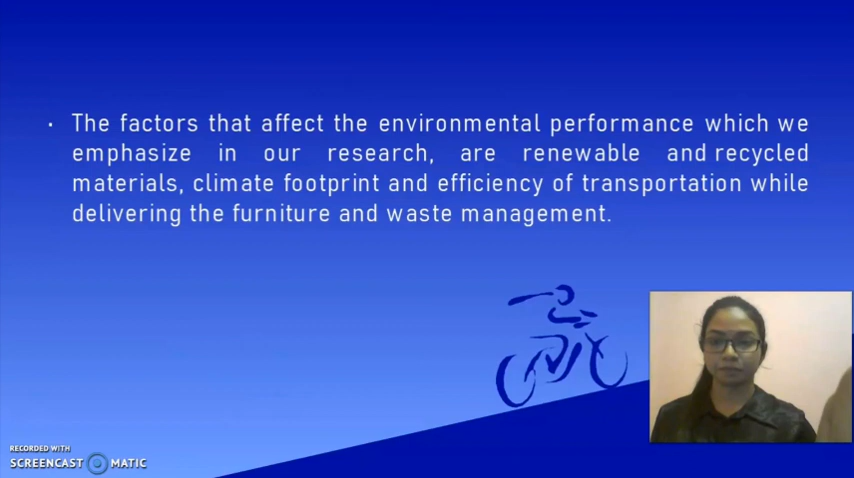 • The factors that affect the environmental performance which we
emphasize in our research, are renewable and recycled
materials, climate footprint and efficiency of transportation while
delivering the furniture and waste management.
RECORDED WITH
SCREENCAST MATIC